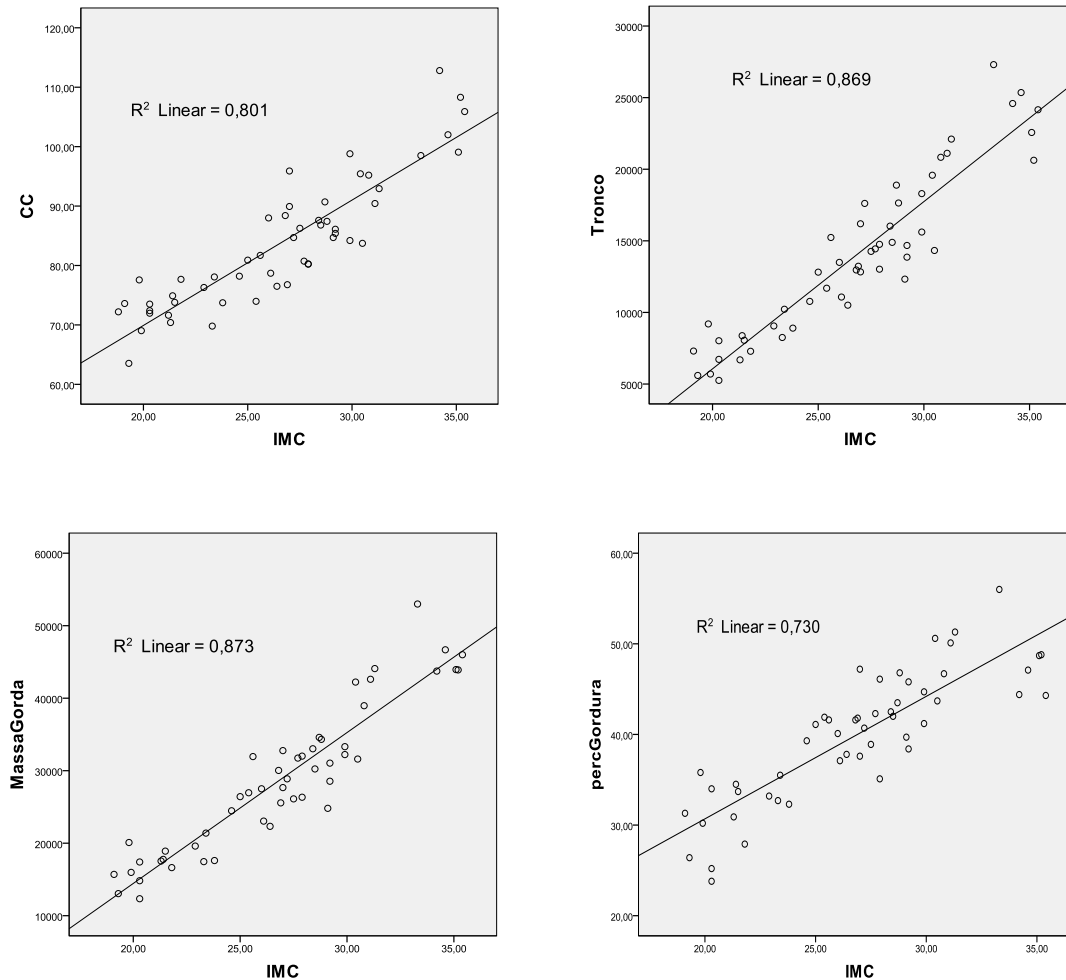 120,00
110,00
R² Linear = 0,801
100,00
90,00
CC
80,00
70,00
60,00
20,00 25,00 30,00 35,00
IMC
30000
R² Linear = 0,869
25000
20000
Tronco
15000
10000
5000
20,00 25,00 30,00 35,00
IMC
60000
50000
R² Linear = 0,873
40000
MassaGorda
30000
20000
10000
20,00 25,00 30,00 35,00
IMC
60,00
R² Linear = 0,730
50,00
40,00
percGordura
30,00
20,00
20,00 25,00 30,00 35,00
IMC